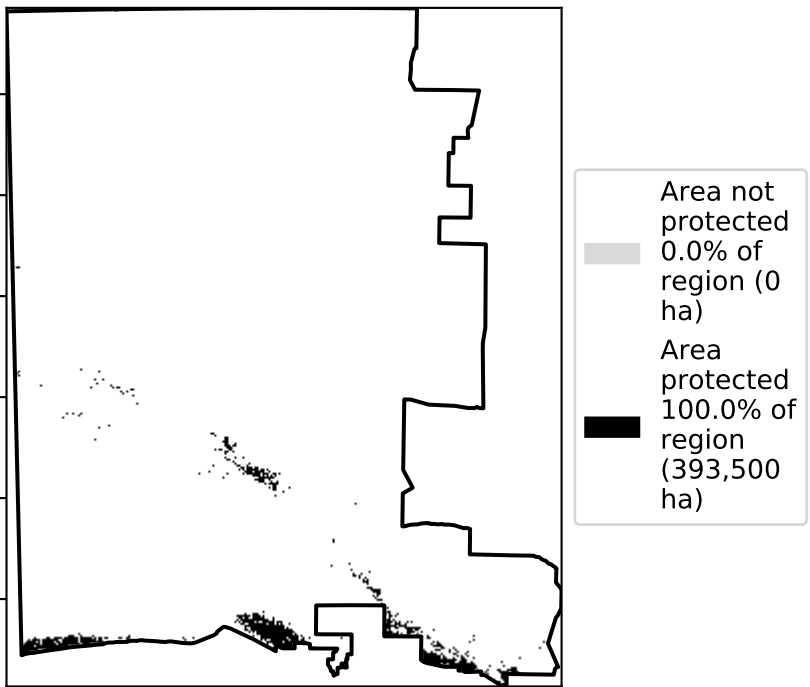 Area not
protected
0.0% of
region (0
ha)
Area
protected
100.0% of
region
(393,500
ha)